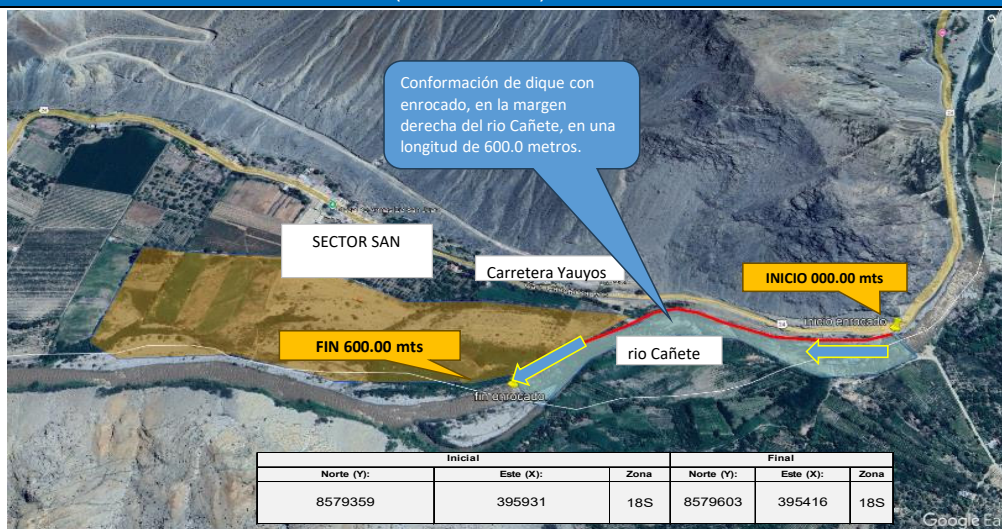 Conformación de dique con
enrocado, en la margen
derecha del rio Cañete, en una
longitud de 600.0 metros.
SECTOR SAN
Carretera Yauyos
INICIO 000.00 mts
inicio enrocado
FIN 600.00 mts
rio Cañete
fin enrocado
Inicial Final
Norte (Y): Este (X): Zona Norte (Y): Este (X): Zona
8579359 395931 18S 8579603 395416 18S
Google